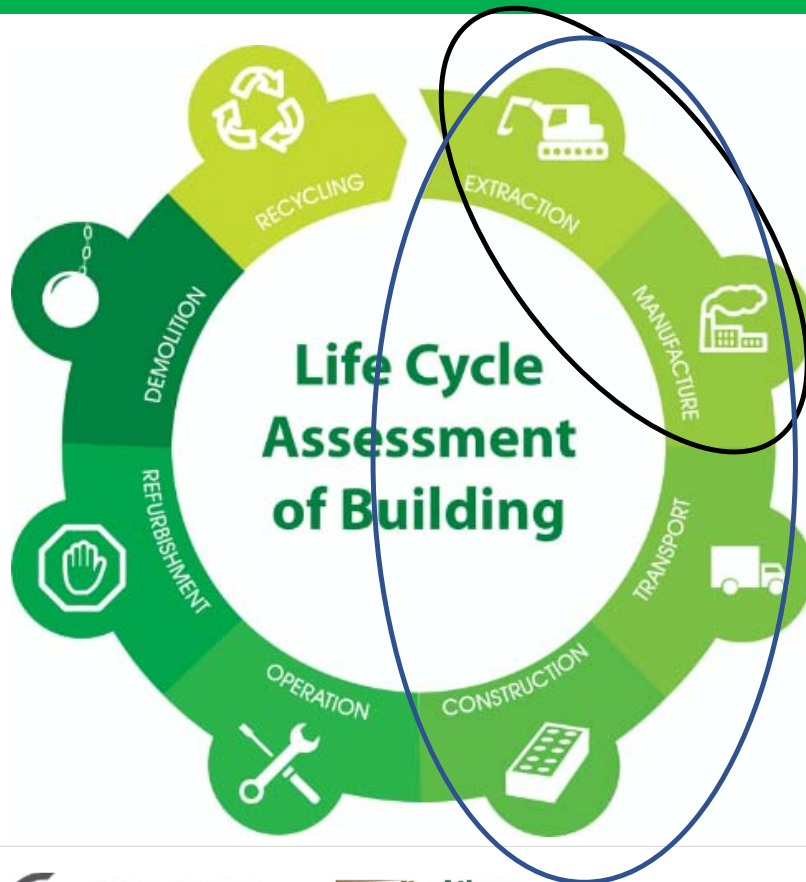 EXTRACTION
MANUFACTURE
TRANSPORT
CONSTRUCTION
OPERATION
REFURBISHMENT
DEMOLITION
RECYCLING
Life Cycle
Assessment
of Building